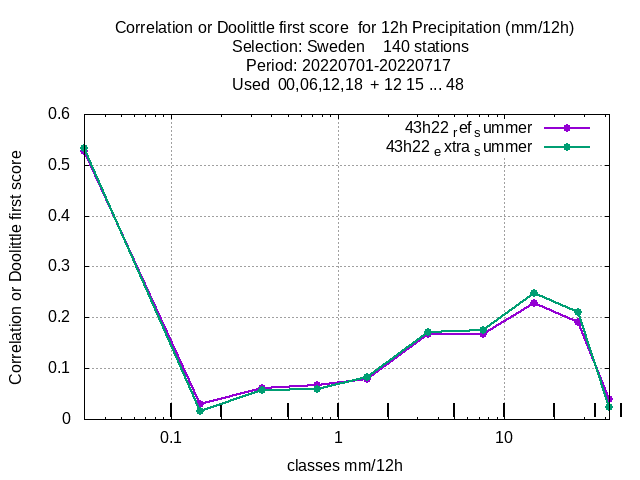 Correlation or Doolittle first score  for 12h Precipitation (mm/12h)
Selection: Sweden    140 stations
Period: 20220701-20220717
Used  00,06,12,18  + 12 15 ... 48
43h22 ref summer
43h22 extra summer
Correlation or Doolittle first score
0.6
0.5
0.4
0.3
0.2
0.1
0
0.1
1
10
classes mm/12h